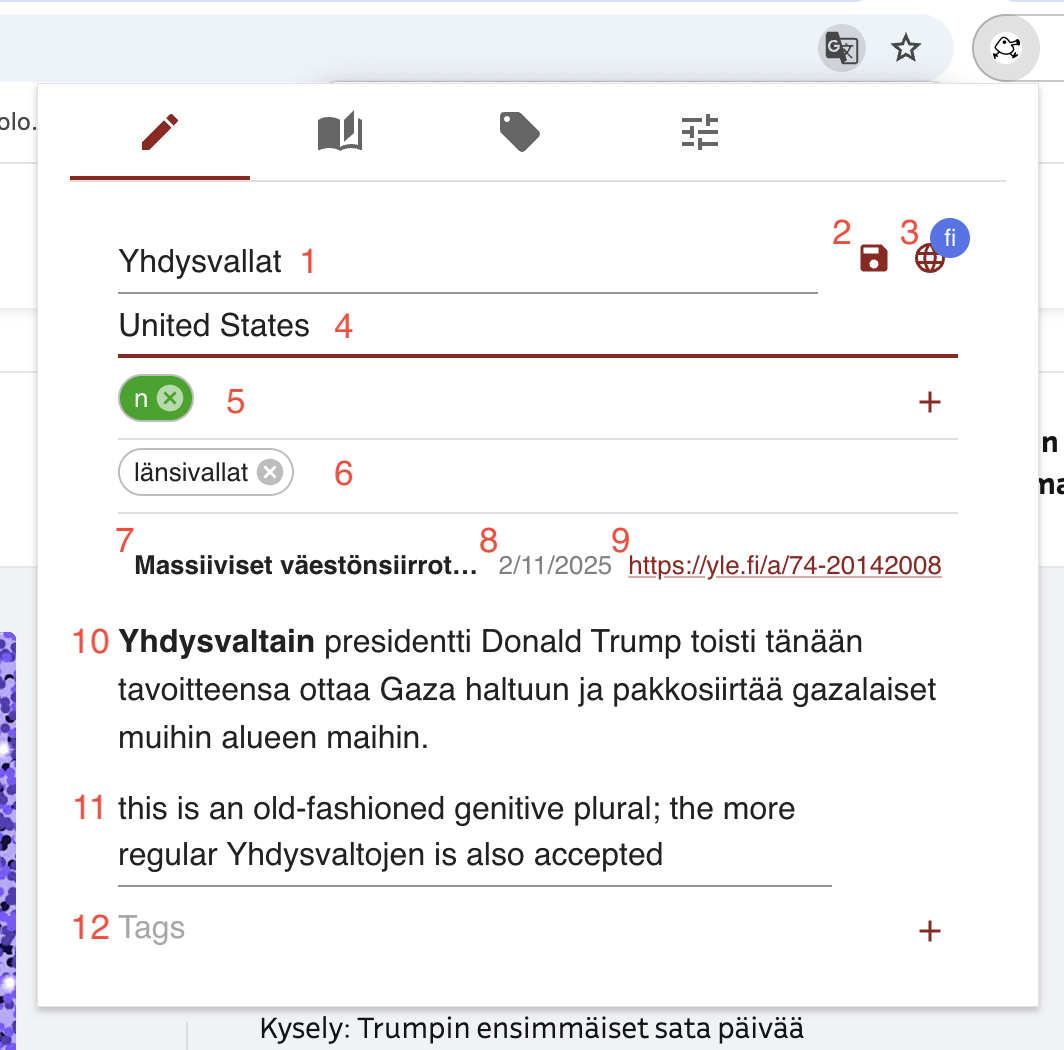 olo.
Yhdysvallat 1
2
3
fi
United States 4
n 5
länsivallat 6
7 Massiiviset väestönsiirrot... 8 2/11/2025 9 https://yle.fi/a/74-20142008
10 Yhdysvaltain presidentti Donald Trump toisti tänään
tavoitteensa ottaa Gaza haltuun ja pakkosiirtää gazalaiset
muihin alueen maihin.
11 this is an old-fashioned genitive plural; the more
regular Yhdysvaltojen is also accepted
12 Tags
n
ma
Kysely: Trumpin ensimmäiset sata päivää